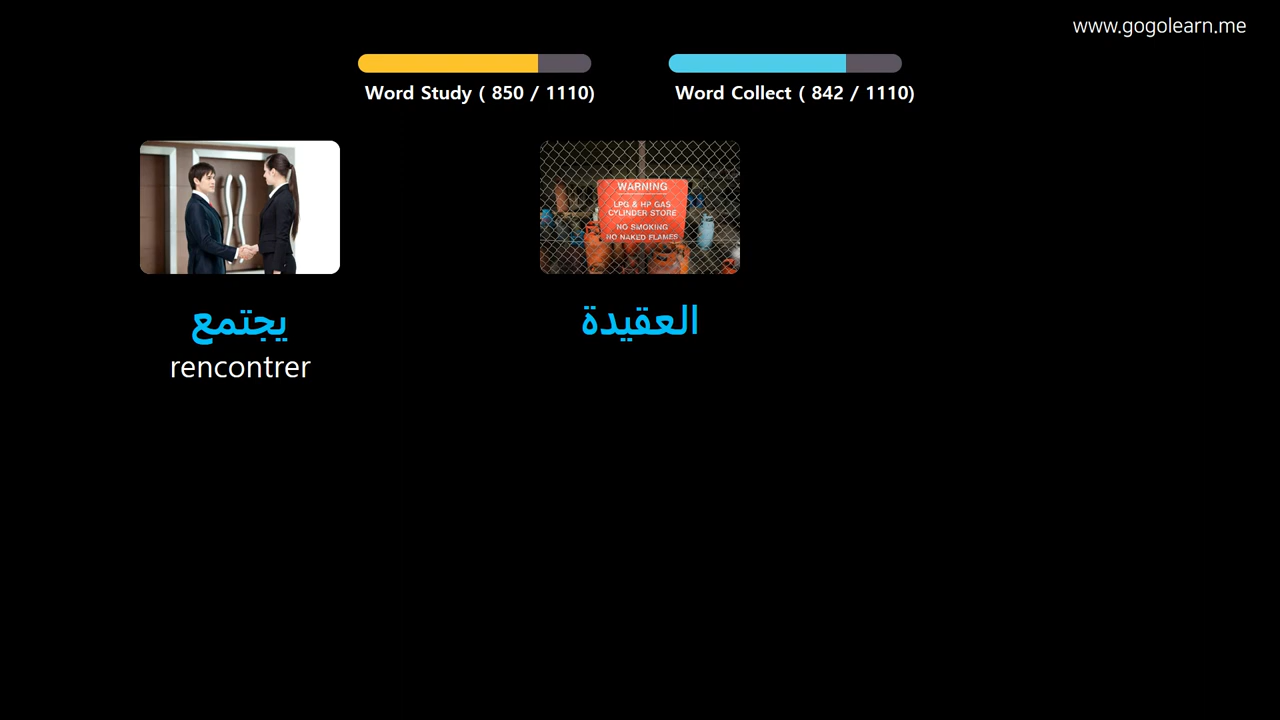 www.gogolearn.me
Word Study ( 850 / 1110)
Word Collect ( 842 / 1110)
WARNING
LPG & HP GAS
CYLINDER STORE
NO SMOKING
NO NAKED FLAMES
يجتمع
rencontrer
العقيدة